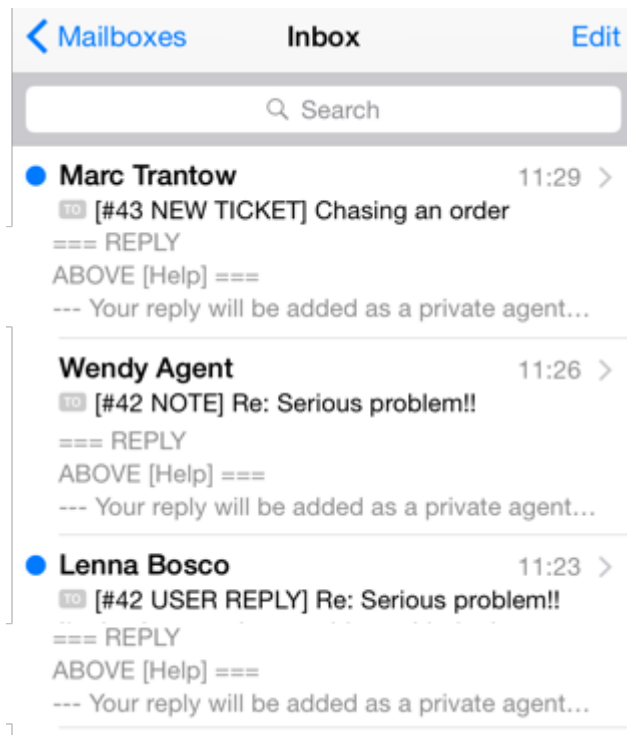 Mailboxes Inbox Edit
Search
Marc Trantow 11:29
TO [#43 NEW TICKET] Chasing an order
=== REPLY
ABOVE [Help] ===
--- Your reply will be added as a private agent...
Wendy Agent 11:26
TO [#42 NOTE] Re: Serious problem!!
=== REPLY
ABOVE [Help] ===
--- Your reply will be added as a private agent...
Lenna Bosco 11:23
TO [#42 USER REPLY] Re: Serious problem!!
=== REPLY
ABOVE [Help] ===
--- Your reply will be added as a private agent...